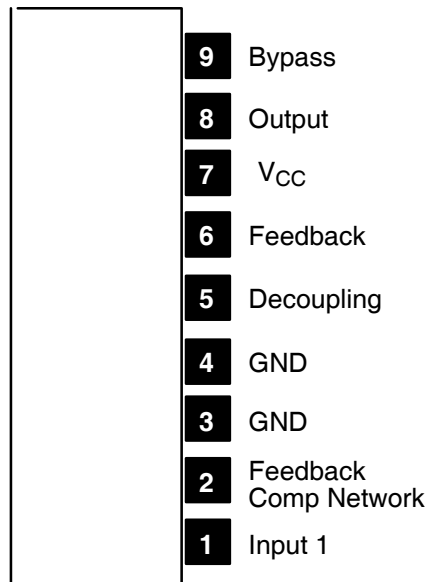 9 Bypass
8 Output
7 VCC
6 Feedback
5 Decoupling
4 GND
3 GND
2 Feedback
Comp Network
1 Input 1